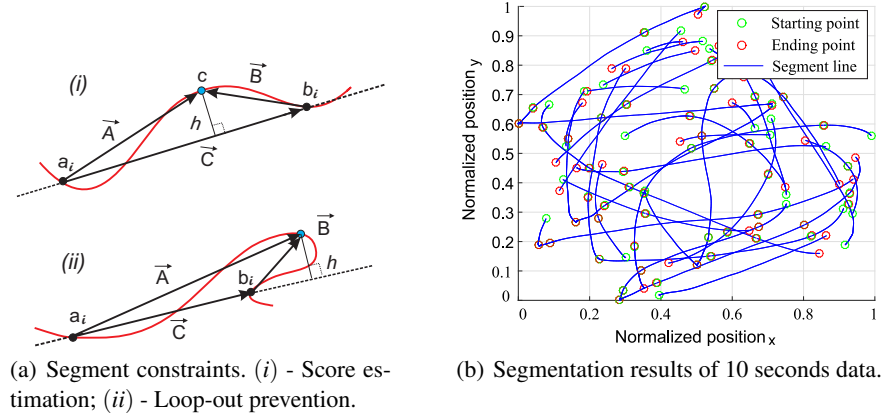 (i)
c
B
b_i
A
h
C
a_i
(ii)
B
A
b_i
h
a_i
C
Normalized position_y
1
0.9
0.8
0.7
0.6
0.5
0.4
0.3
0.2
0.1
0
Starting point
Ending point
Segment line
0 0.2 0.4 0.6 0.8 1
Normalized position_x
(a) Segment constraints. (i) - Score es-
timation; (ii) - Loop-out prevention.
(b) Segmentation results of 10 seconds data.